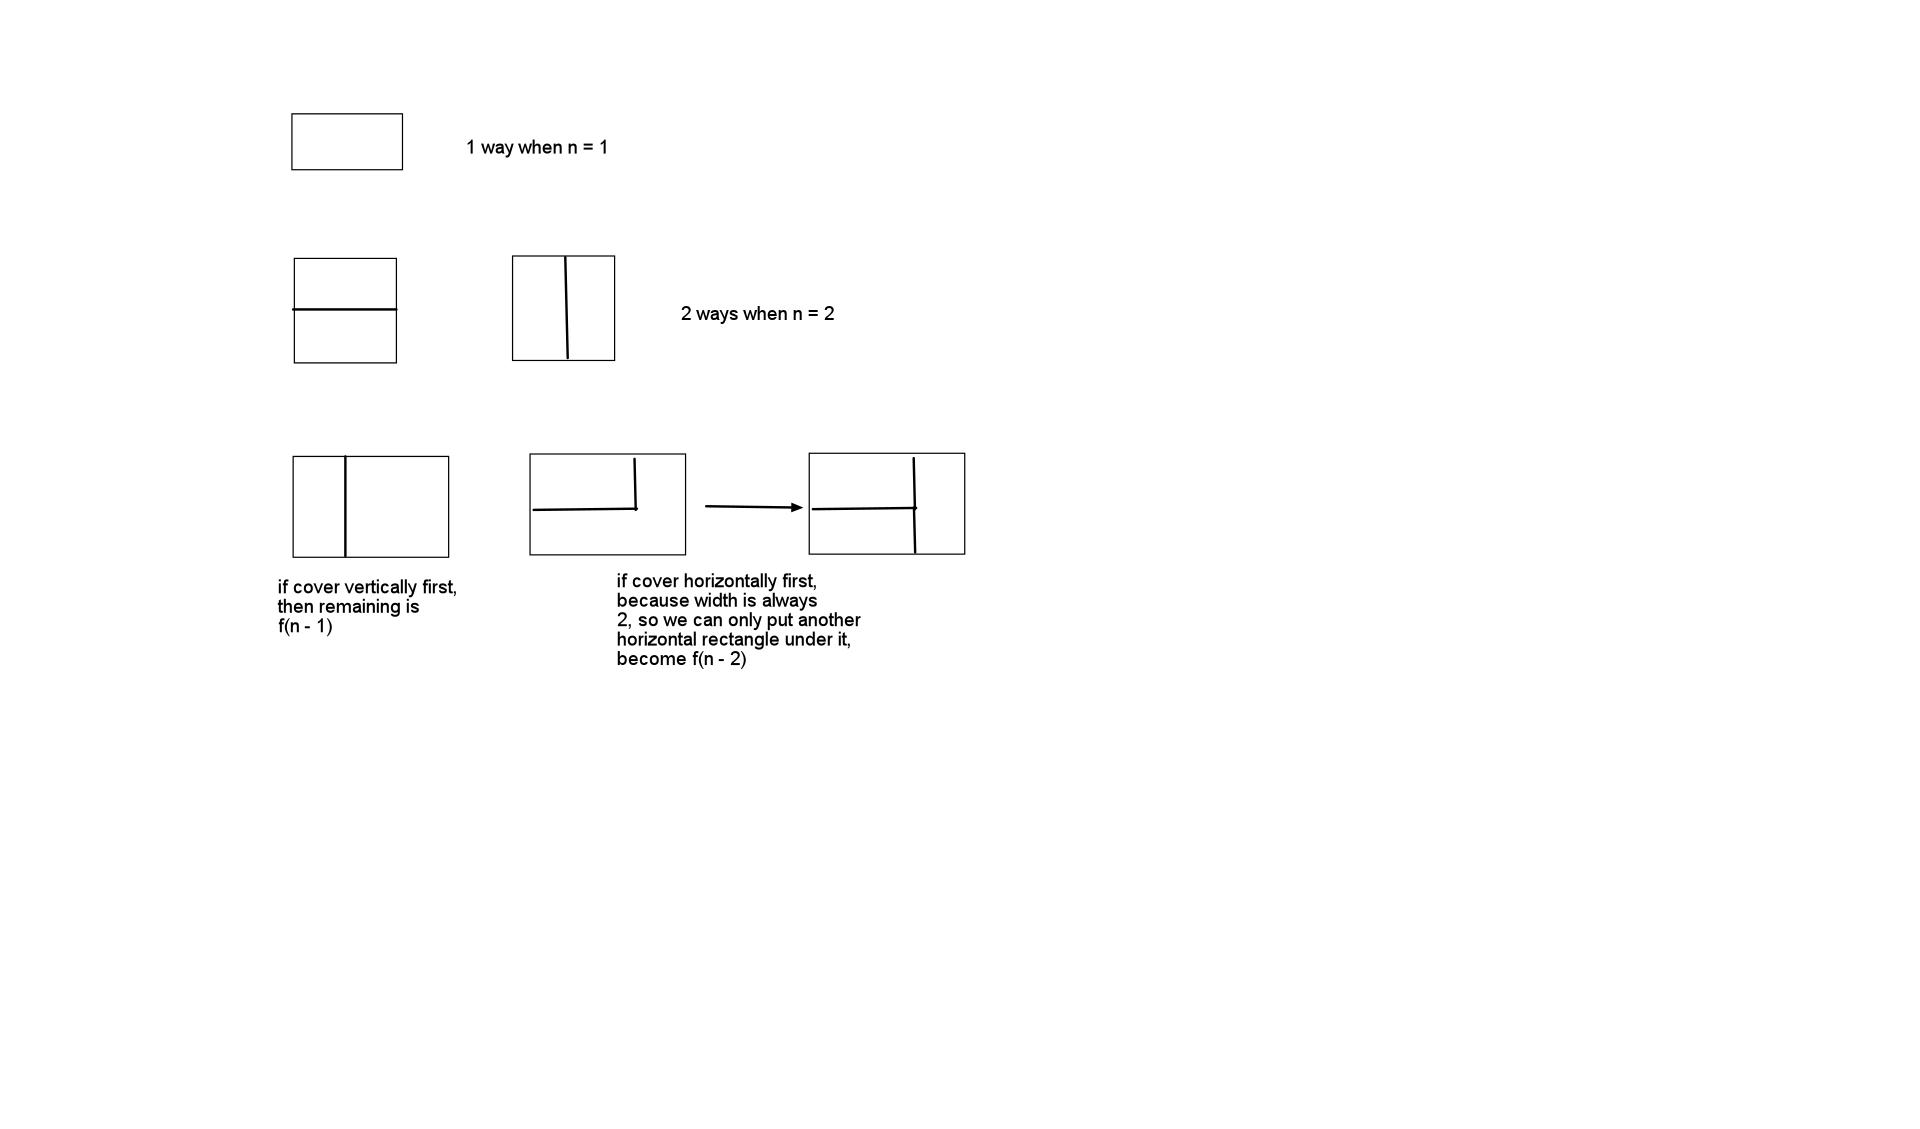 1 way when n = 1
2 ways when n = 2
if cover vertically first,
then remaining is
f(n - 1)
if cover horizontally first,
because width is always
2, so we can only put another
horizontal rectangle under it,
become f(n - 2)